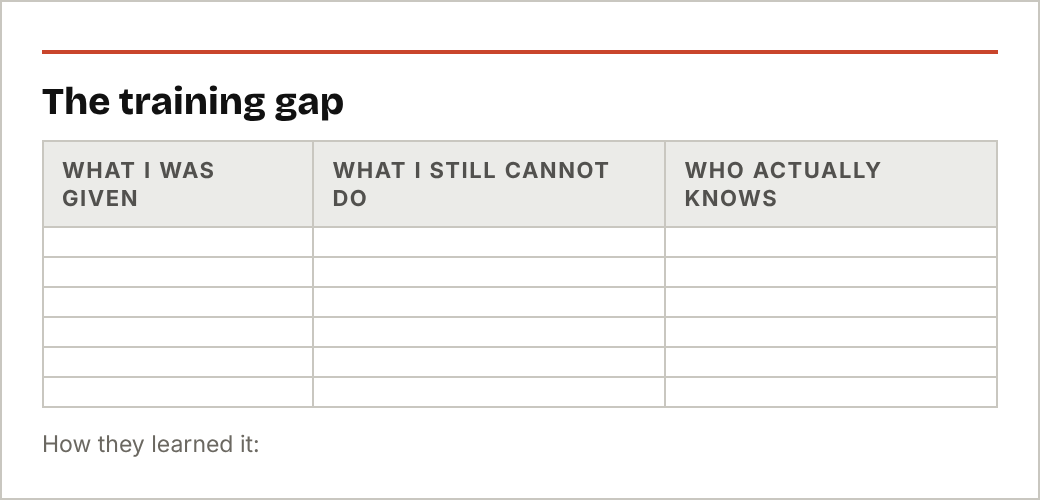 The training gap
WHAT I WAS
GIVEN
WHAT I STILL CANNOT
DO
WHO ACTUALLY
KNOWS
How they learned it: